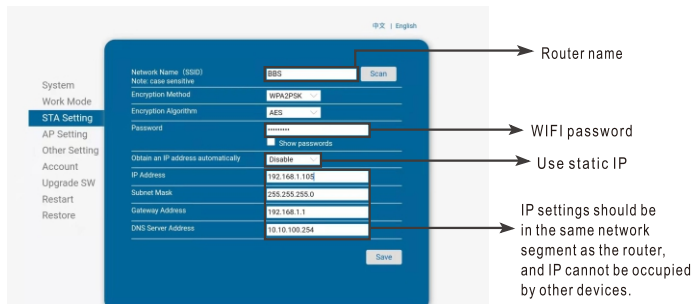 中文 | English
System
Work Mode
STA Setting
AP Setting
Other Setting
Account
Upgrade SW
Restart
Restore
Network Name (SSID)
Note: case sensitive
BBS
Scan
Encryption Method
WPA2PSK
Encryption Algorithm
AES
Password
•••••••••
Show passwords
Obtain an IP address automatically
Disable
IP Address
192.168.1.105
Subnet Mask
255.255.255.0
Gateway Address
192.168.1.1
DNS Server Address
10.10.100.254
Save
Router name
WIFI password
Use static IP
IP settings should be
in the same network
segment as the router,
and IP cannot be occupied
by other devices.